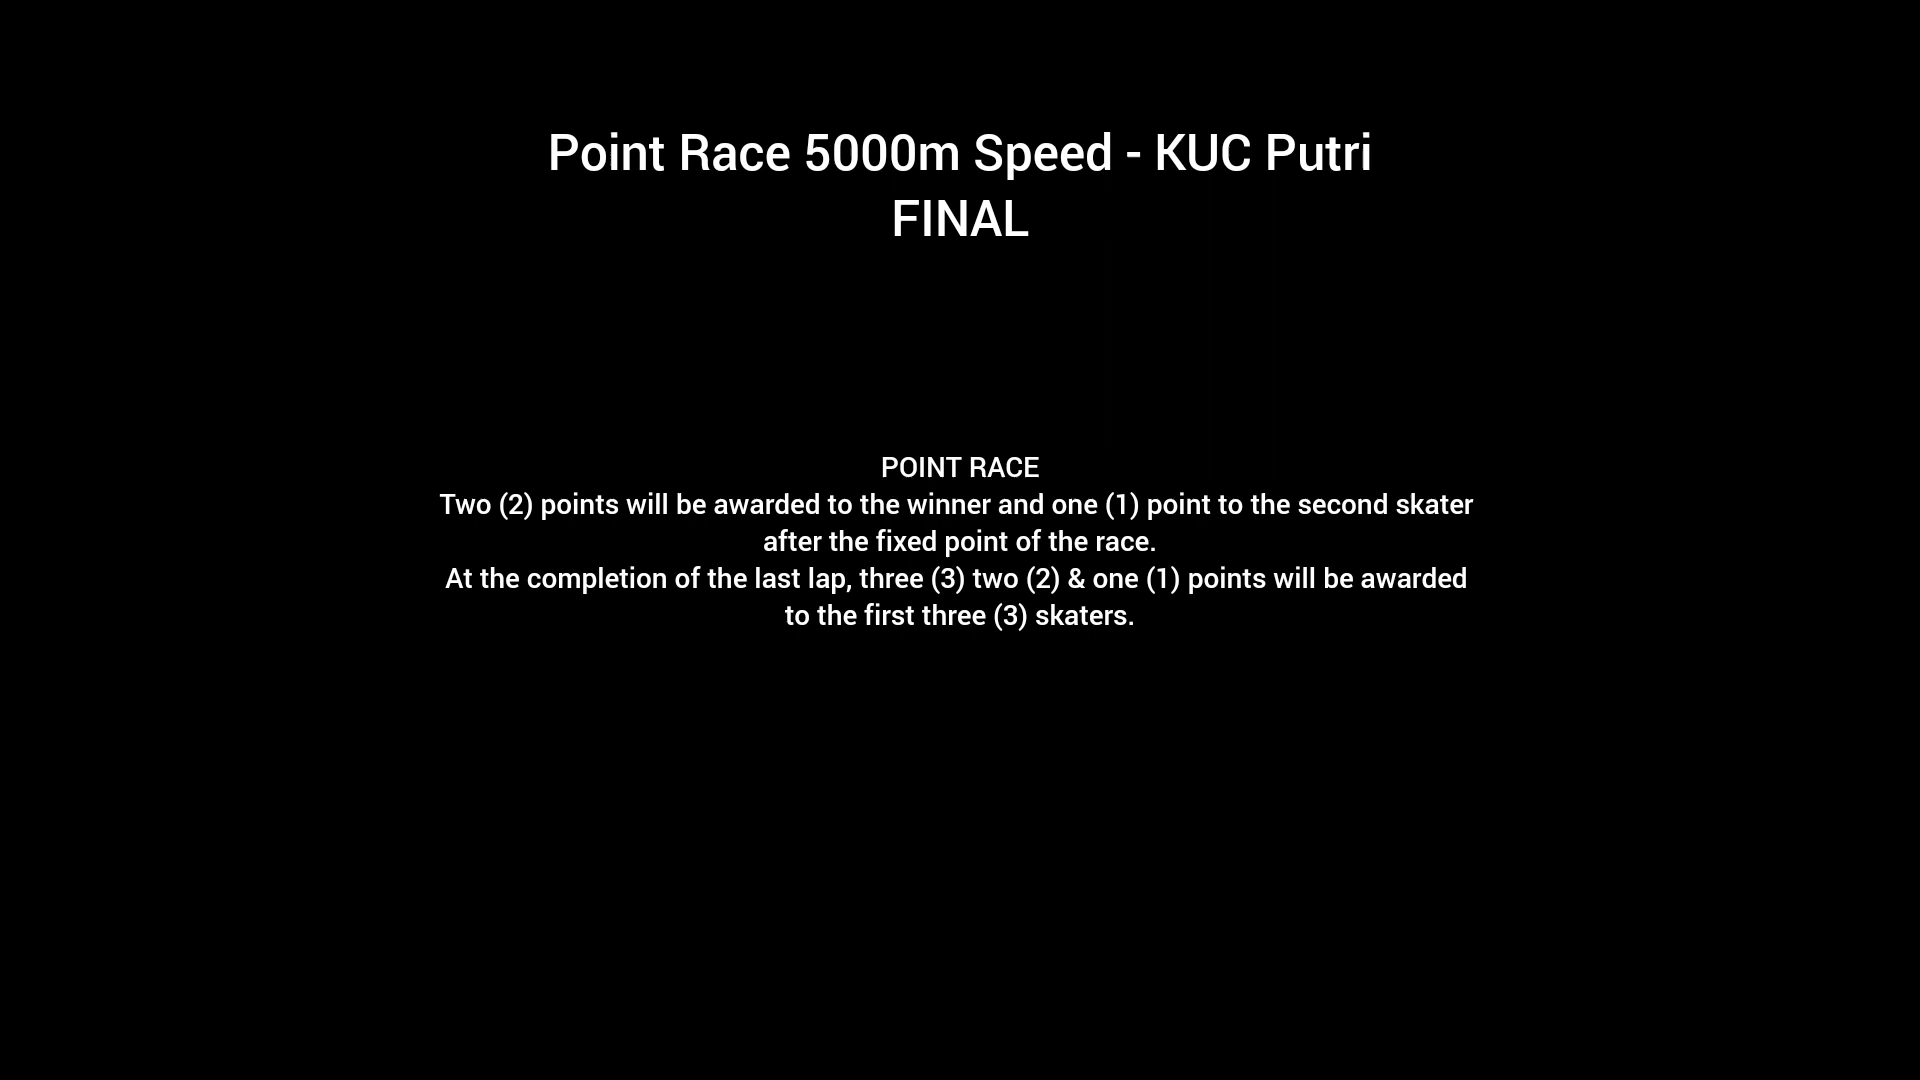 Point Race 5000m Speed - KUC Putri
FINAL
POINT RACE
Two (2) points will be awarded to the winner and one (1) point to the second skater
after the fixed point of the race.
At the completion of the last lap, three (3) two (2) & one (1) points will be awarded
to the first three (3) skaters.